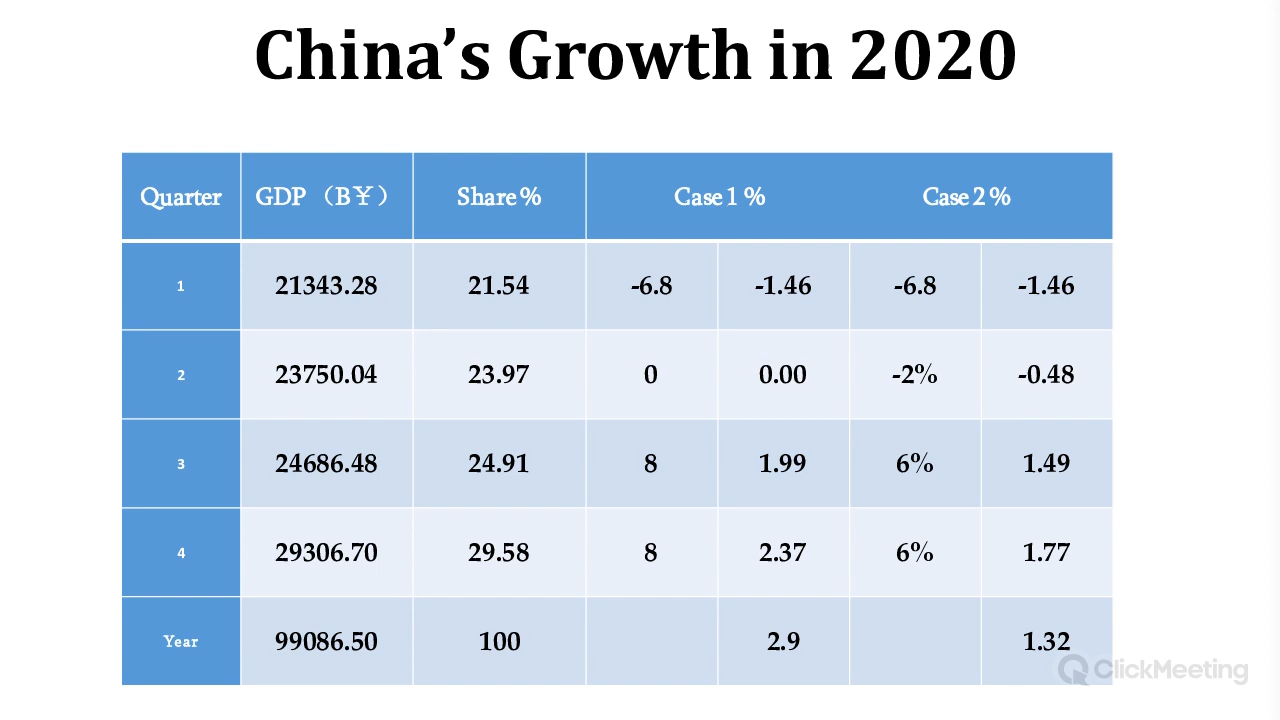 China’s Growth in 2020
Quarter GDP （B￥） Share % Case 1 % Case 2 %
1 21343.28 21.54 -6.8 -1.46 -6.8 -1.46
2 23750.04 23.97 0 0.00 -2% -0.48
3 24686.48 24.91 8 1.99 6% 1.49
4 29306.70 29.58 8 2.37 6% 1.77
Year 99086.50 100 2.9 1.32
ClickMeeting